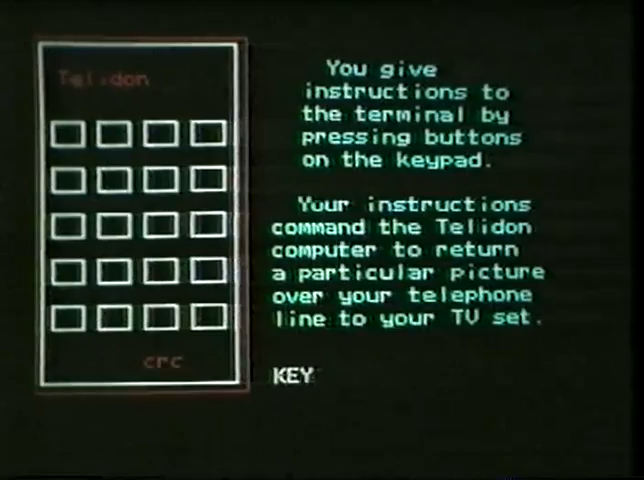 Telidon
You give
instructions to
the terminal by
pressing buttons
on the keypad.
Your instructions
command the Telidon
computer to return
a particular picture
over your telephone
line to your TV set.
crc
KEY